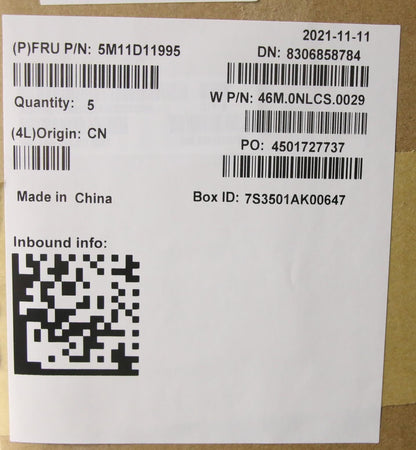 2021-11-11
(P)FRU P/N: 5M11D11995
DN: 8306858784
Quantity: 5
W P/N: 46M.0NLCS.0029
(4L)Origin: CN
PO: 4501727737
Made in China
Box ID: 7S3501AK00647
Inbound info: